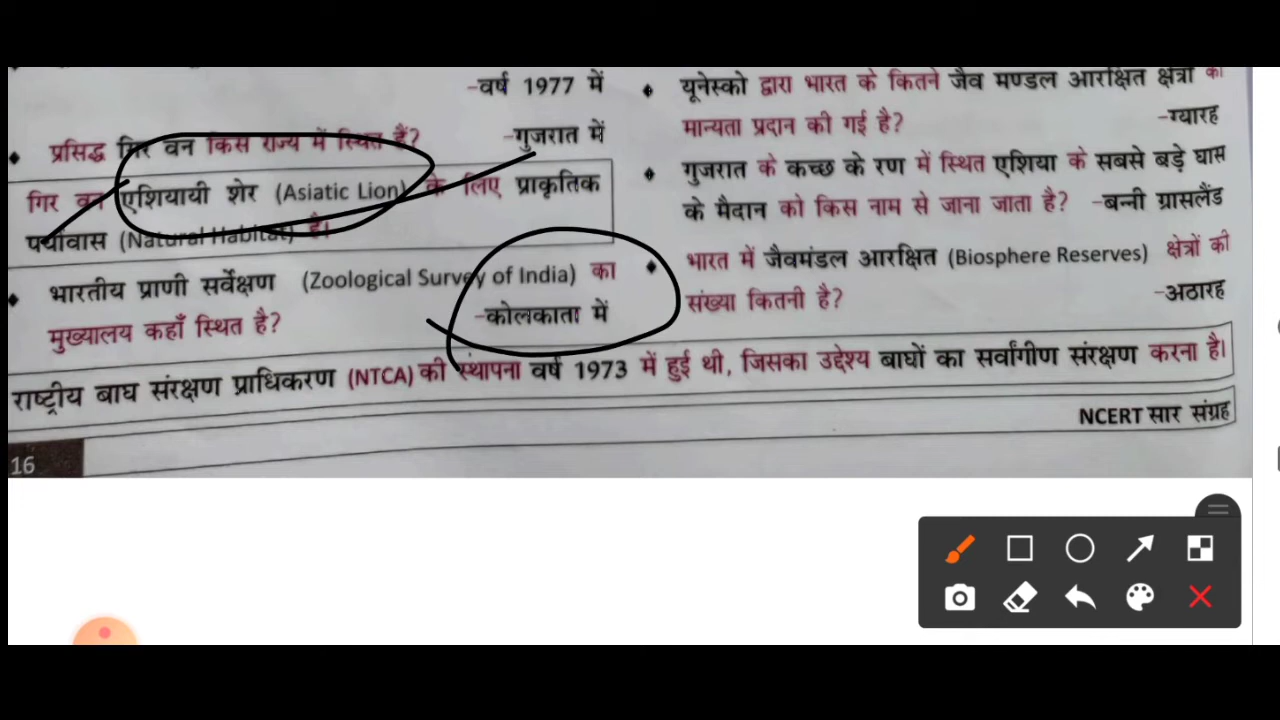 -वर्ष 1977 में
प्रसिद्ध गिर वन किस राज्य में स्थित हैं?
-गुजरात में
गिर वन एशियायी शेर (Asiatic Lion) के लिए प्राकृतिक
पर्यावास (Natural Habitat) है।
भारतीय प्राणी सर्वेक्षण (Zoological Survey of India) का
मुख्यालय कहाँ स्थित है?
-कोलकाता में
यूनेस्को द्वारा भारत के कितने जैव मण्डल आरक्षित क्षेत्रों को
मान्यता प्रदान की गई है?
-ग्यारह
गुजरात के कच्छ के रण में स्थित एशिया के सबसे बड़े घास
के मैदान को किस नाम से जाना जाता है? -बन्नी ग्रासलैंड
भारत में जैवमंडल आरक्षित (Biosphere Reserves) क्षेत्रों की
संख्या कितनी है?
-अठारह
राष्ट्रीय बाघ संरक्षण प्राधिकरण (NTCA) की स्थापना वर्ष 1973 में हुई थी, जिसका उद्देश्य बाघों का सर्वांगीण संरक्षण करना है।
NCERT सार संग्रह
16